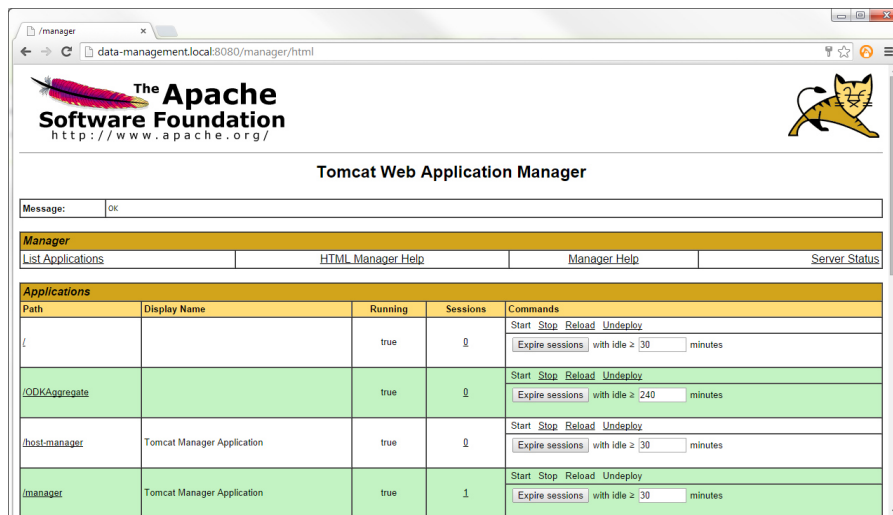 /manager
data-management.local:8080/manager/html
The Apache
Software Foundation
http://www.apache.org/
Tomcat Web Application Manager
Message: OK
Manager
List Applications HTML Manager Help Manager Help Server Status
Applications
Path Display Name Running Sessions Commands
Start Stop Reload Undeploy
/ true 0
Expire sessions with idle ≥ 30 minutes
Start Stop Reload Undeploy
/ODKAggregate true 0
Expire sessions with idle ≥ 240 minutes
Start Stop Reload Undeploy
/host-manager Tomcat Manager Application true 0
Expire sessions with idle ≥ 30 minutes
Start Stop Reload Undeploy
/manager Tomcat Manager Application true 1
Expire sessions with idle ≥ 30 minutes